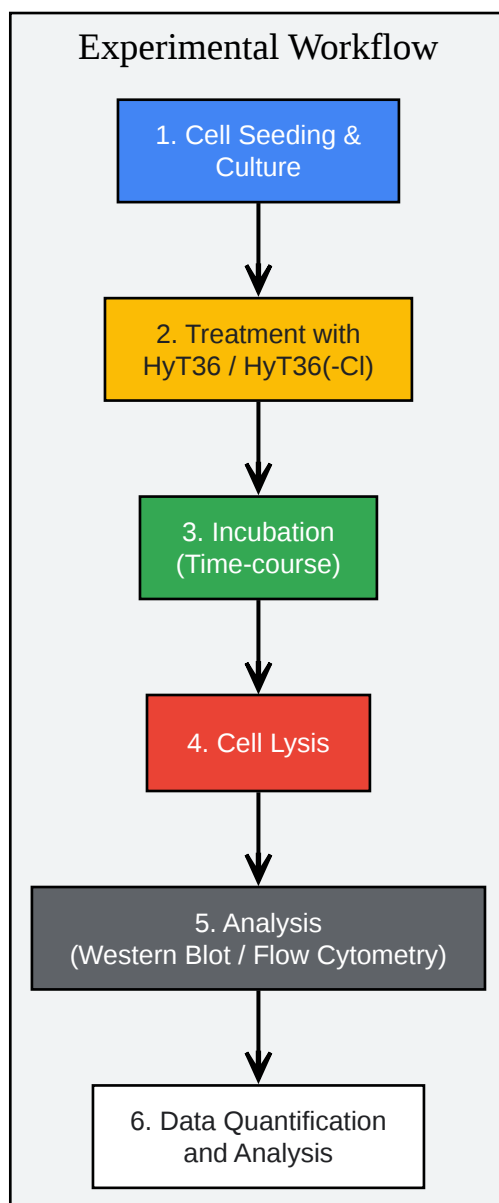 Experimental Workflow
1. Cell Seeding &
Culture
2. Treatment with
HyT36 / HyT36(-Cl)
3. Incubation
(Time-course)
4. Cell Lysis
5. Analysis
(Western Blot / Flow Cytometry)
6. Data Quantification
and Analysis